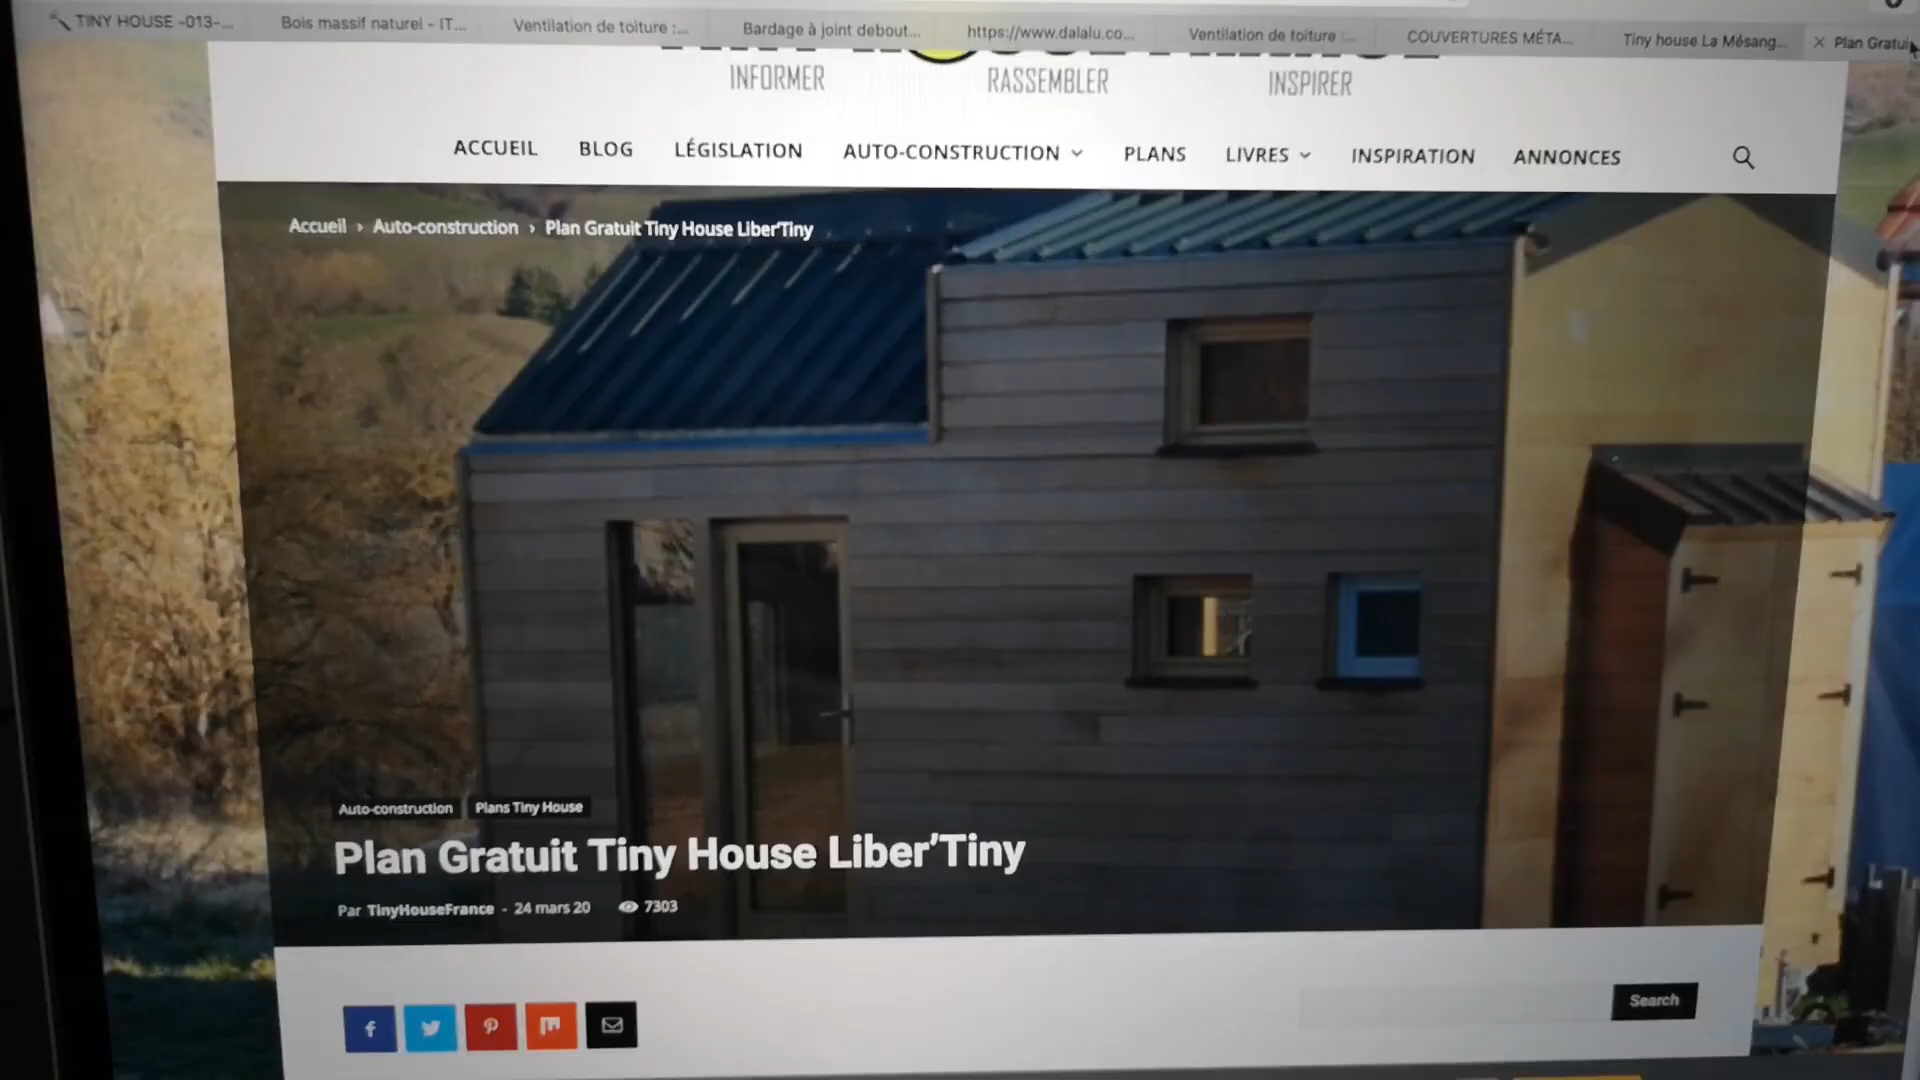 TINY HOUSE -013-...
Bois massif naturel - IT...
Ventilation de toiture :...
Bardage à joint debout...
https://www.dalalu.co...
Ventilation de toiture :...
COUVERTURES MÉTA...
Tiny house La Mésang...
Plan Gratui
INFORMER RASSEMBLER INSPIRER
ACCUEIL BLOG LÉGISLATION AUTO-CONSTRUCTION PLANS LIVRES INSPIRATION ANNONCES
Accueil › Auto-construction › Plan Gratuit Tiny House Liber'Tiny
Auto-construction Plans Tiny House
Plan Gratuit Tiny House Liber'Tiny
Par TinyHouseFrance - 24 mars 20 7303
Search